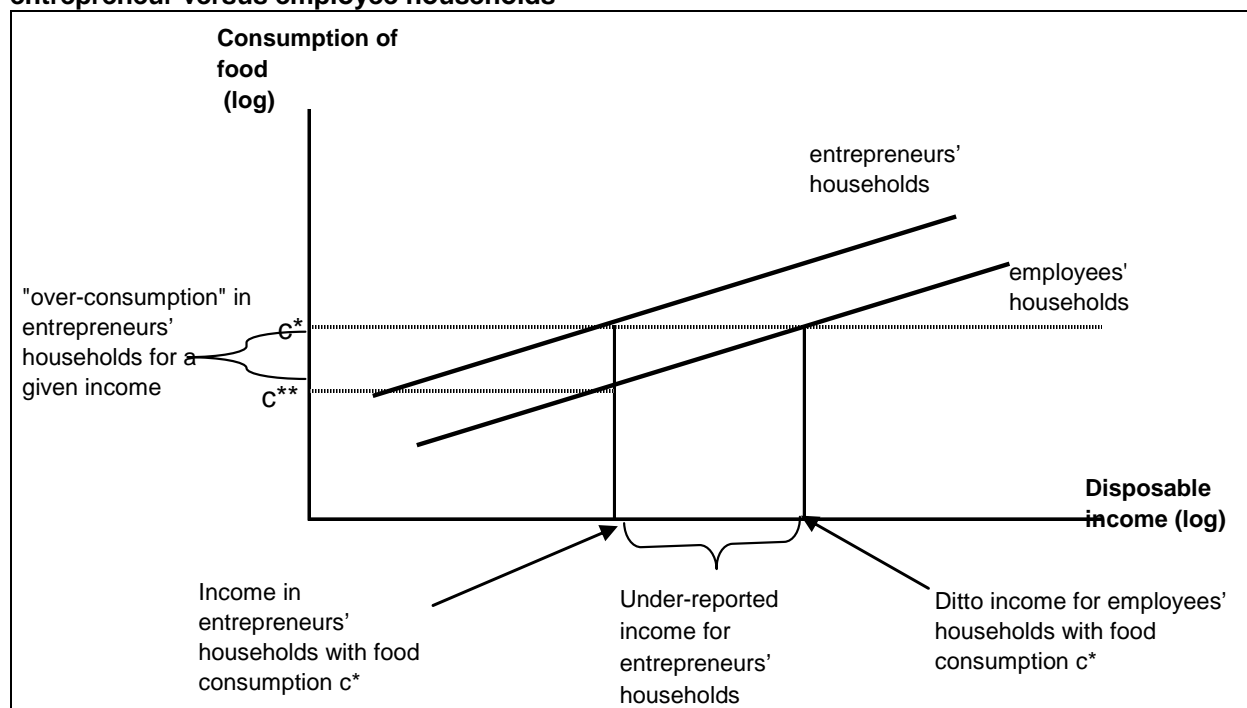 entrepreneur versus employee households
Consumption of
food
(log)
entrepreneurs’
households
employees'
households
"over-consumption" in
entrepreneurs’
households for a
given income
c*
c**
Disposable
income (log)
Income in
entrepreneurs’
households with food
consumption c*
Under-reported
income for
entrepreneurs’
households
Ditto income for employees’
households with food
consumption c*